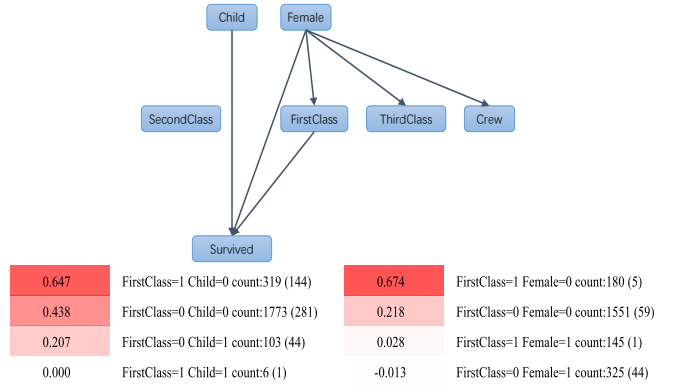 Child Female
SecondClass FirstClass ThirdClass Crew
Survived
0.647 FirstClass=1 Child=0 count:319 (144) 0.674 FirstClass=1 Female=0 count:180 (5)
0.438 FirstClass=0 Child=0 count:1773 (281) 0.218 FirstClass=0 Female=0 count:1551 (59)
0.207 FirstClass=0 Child=1 count:103 (44) 0.028 FirstClass=1 Female=1 count:145 (1)
0.000 FirstClass=1 Child=1 count:6 (1) -0.013 FirstClass=0 Female=1 count:325 (44)